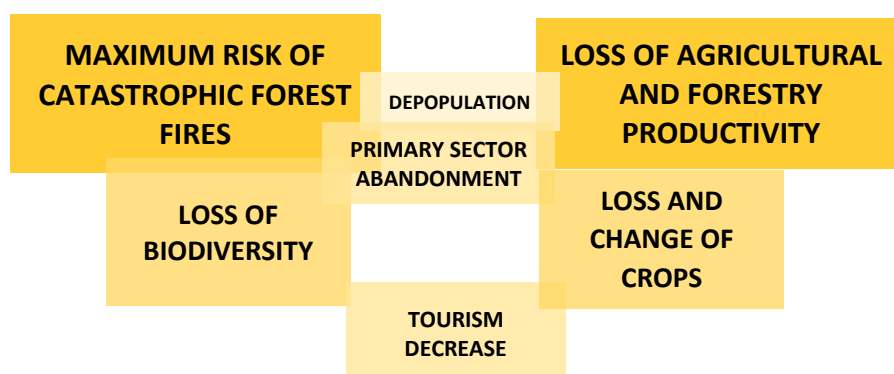 MAXIMUM RISK OF
CATASTROPHIC FOREST
FIRES
LOSS OF AGRICULTURAL
AND FORESTRY
PRODUCTIVITY
DEPOPULATION
PRIMARY SECTOR
ABANDONMENT
LOSS OF
BIODIVERSITY
LOSS AND
CHANGE OF
CROPS
TOURISM
DECREASE